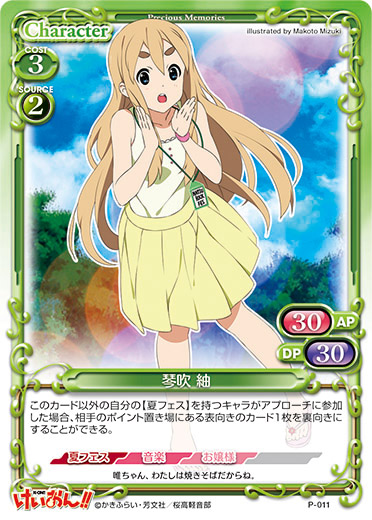 Precious Memories
Character
illustrated by Makoto Mizuki
COST
3
SOURCE
2
30 AP
DP 30
琴吹 紬
このカード以外の自分の【夏フェス】を持つキャラがアプローチに参加
した場合、相手のポイント置き場にある表向きのカード1枚を裏向きに
することができる。
夏フェス 音楽 お嬢様
唯ちゃん、わたしは焼きそばだからね。
K-ON!!
けいおん!!
©かきふらい・芳文社/桜高軽音部
P-011